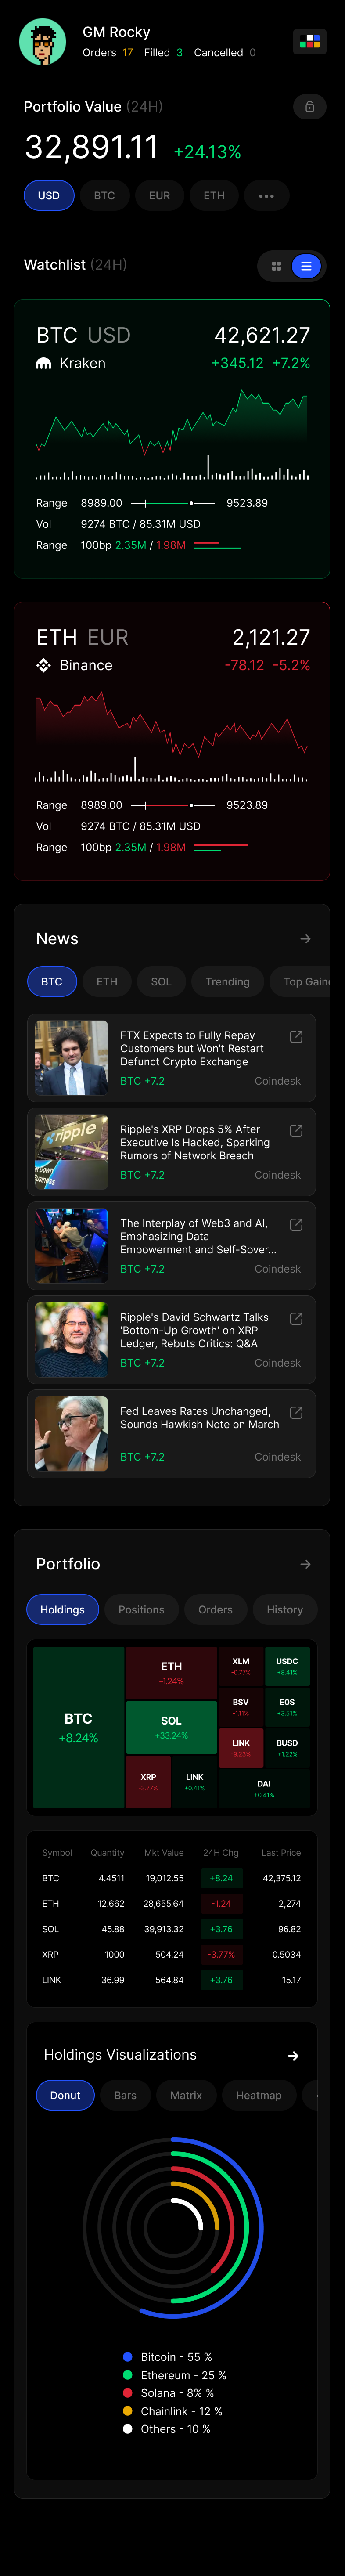 GM Rocky
Orders 17 Filled 3 Cancelled 0
Portfolio Value (24H)
32,891.11 +24.13%
USD BTC EUR ETH •••
Watchlist (24H)
BTC USD 42,621.27
Kraken +345.12 +7.2%
Range 8989.00 9523.89
Vol 9274 BTC / 85.31M USD
Range 100bp 2.35M / 1.98M
ETH EUR 2,121.27
Binance -78.12 -5.2%
Range 8989.00 9523.89
Vol 9274 BTC / 85.31M USD
Range 100bp 2.35M / 1.98M
News
BTC ETH SOL Trending Top Gain
FTX Expects to Fully Repay
Customers but Won't Restart
Defunct Crypto Exchange
BTC +7.2 Coindesk
ripple
Ripple's XRP Drops 5% After
Executive Is Hacked, Sparking
Rumors of Network Breach
BTC +7.2 Coindesk
The Interplay of Web3 and AI,
Emphasizing Data
Empowerment and Self-Sover...
BTC +7.2 Coindesk
Ripple's David Schwartz Talks
'Bottom-Up Growth' on XRP
Ledger, Rebuts Critics: Q&A
BTC +7.2 Coindesk
Fed Leaves Rates Unchanged,
Sounds Hawkish Note on March
BTC +7.2 Coindesk
Portfolio
Holdings Positions Orders History
BTC
+8.24%
ETH
-1.24%
SOL
+33.24%
XRP
-3.77%
LINK
+0.41%
XLM
-0.77%
USDC
+8.41%
BSV
-1.11%
EOS
+3.51%
LINK
-9.23%
BUSD
+1.22%
DAI
+0.41%
Symbol Quantity Mkt Value 24H Chg Last Price
BTC 4.4511 19,012.55 +8.24 42,375.12
ETH 12.662 28,655.64 -1.24 2,274
SOL 45.88 39,913.32 +3.76 96.82
XRP 1000 504.24 -3.77% 0.5034
LINK 36.99 564.84 +3.76 15.17
Holdings Visualizations
Donut Bars Matrix Heatmap
Bitcoin - 55 %
Ethereum - 25 %
Solana - 8% %
Chainlink - 12 %
Others - 10 %